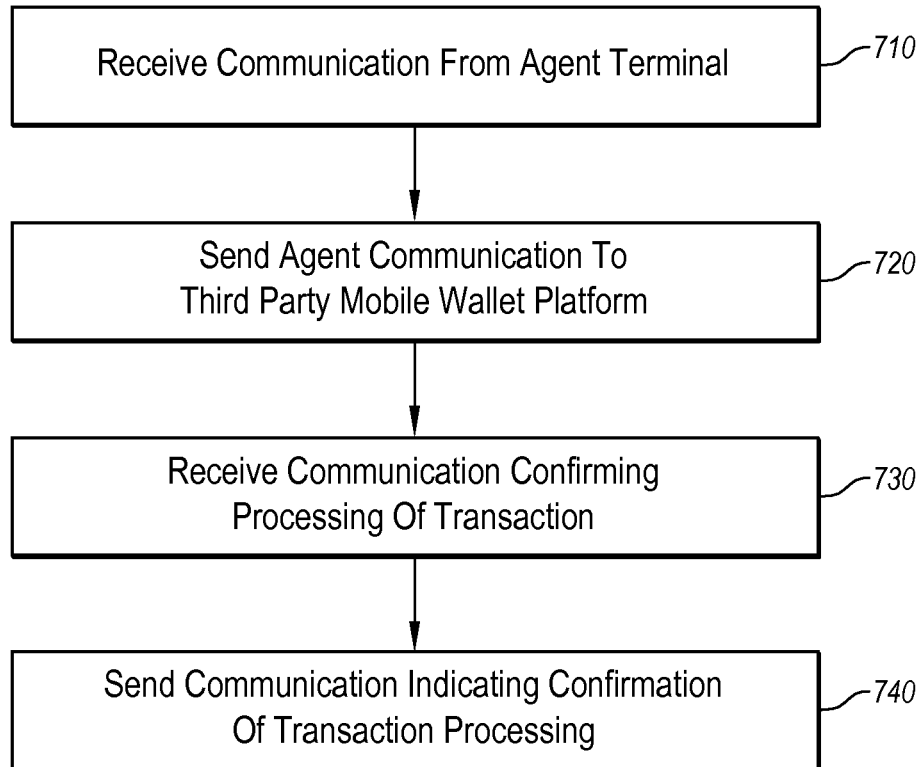 Receive Communication From Agent Terminal
710
Send Agent Communication To
Third Party Mobile Wallet Platform
720
Receive Communication Confirming
Processing Of Transaction
730
Send Communication Indicating Confirmation
Of Transaction Processing
740